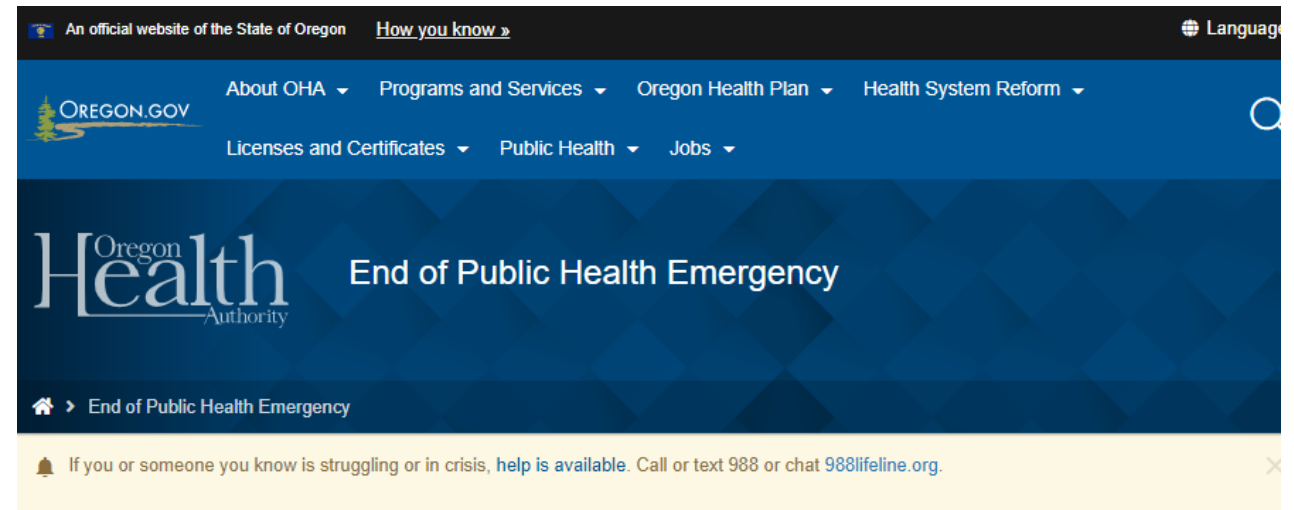 An official website of the State of Oregon How you know »
Language
OREGON.GOV
About OHA Programs and Services Oregon Health Plan Health System Reform
Licenses and Certificates Public Health Jobs
Oregon Health Authority
End of Public Health Emergency
> End of Public Health Emergency
If you or someone you know is struggling or in crisis, help is available. Call or text 988 or chat 988lifeline.org.